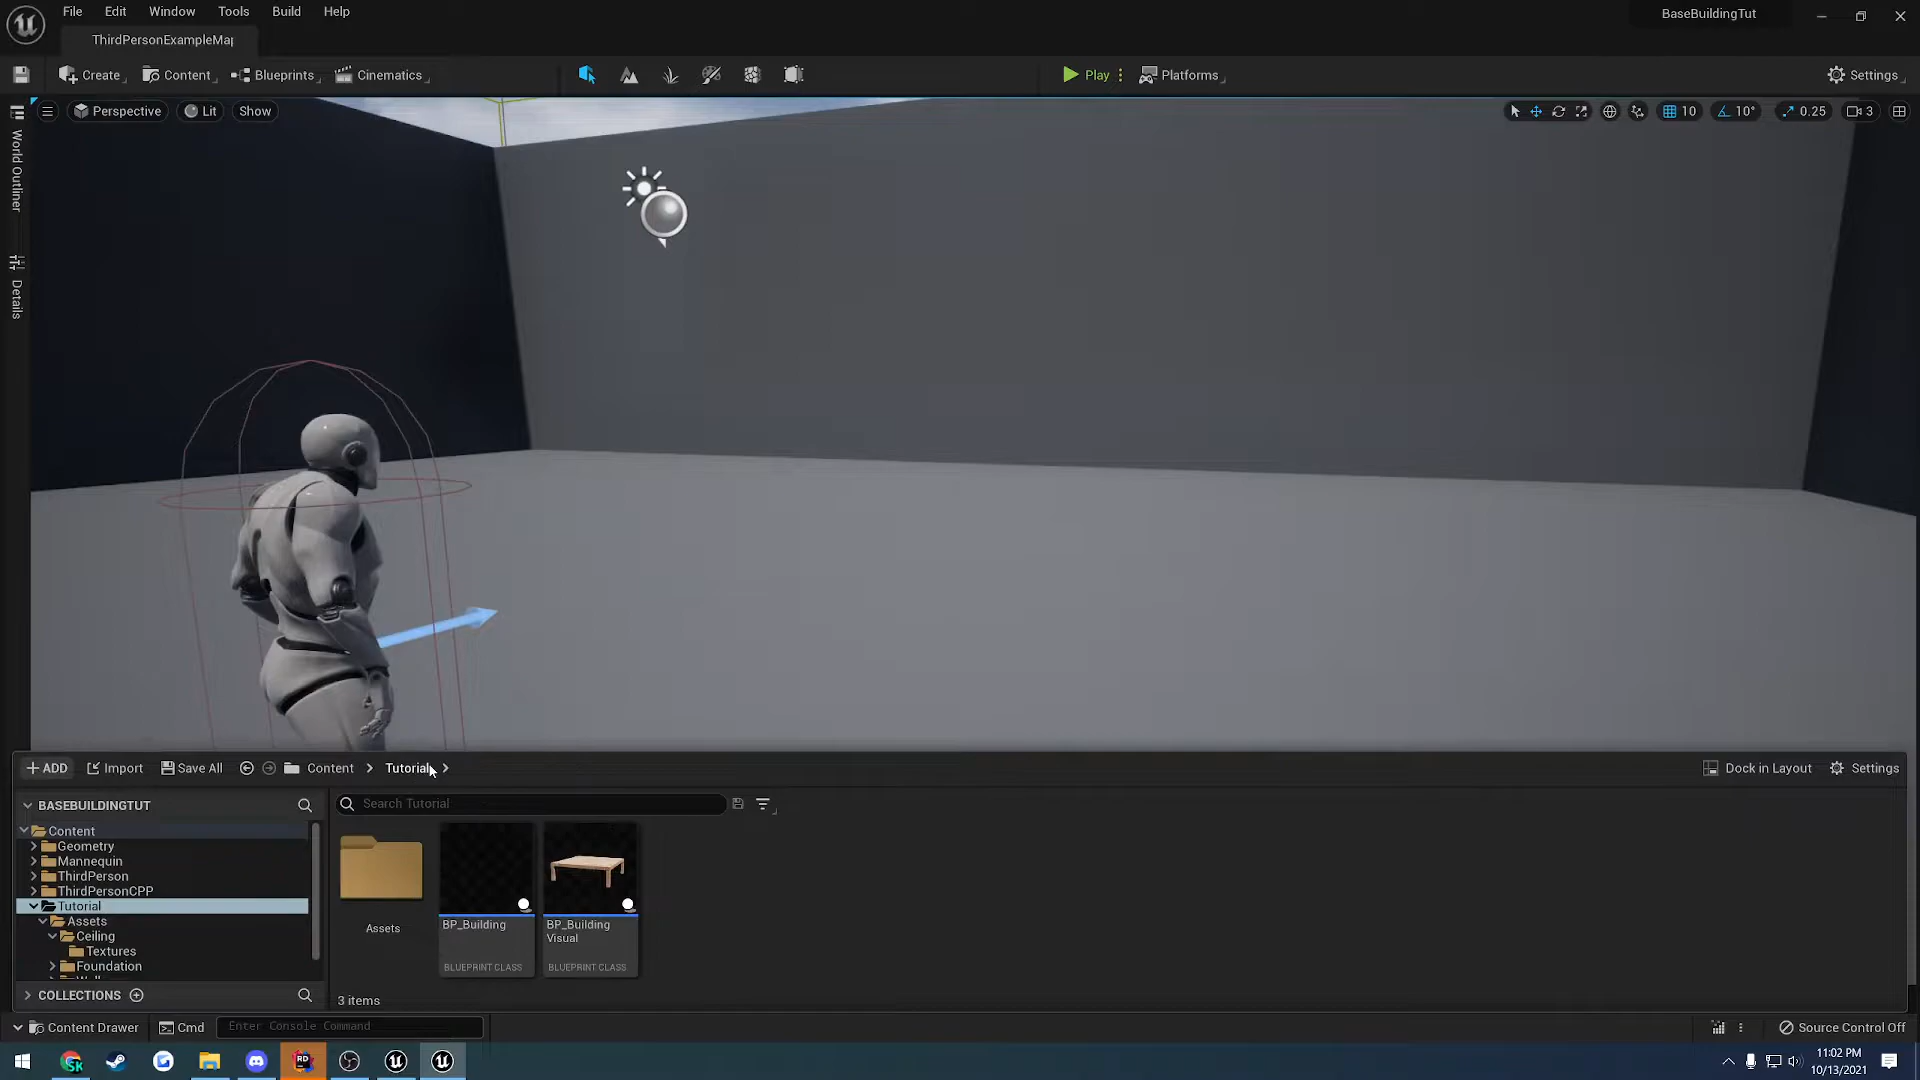 File Edit Window Tools Build Help
BaseBuildingTut
ThirdPersonExampleMap
Create Content Blueprints Cinematics Play Platforms Settings
Perspective Lit Show
10 10° 0.25 3
World Outliner
Details
ADD Import Save All Content Tutorial
Dock in Layout Settings
BASEBUILDINGTUT
Search Tutorial
Content
Geometry
Mannequin
ThirdPerson
ThirdPersonCPP
Tutorial
Assets
Ceiling
Textures
Foundation
COLLECTIONS
Assets
BP_Building
BLUEPRINT CLASS
BP_Building
Visual
BLUEPRINT CLASS
3 items
Content Drawer Cmd Enter Console Command
Source Control Off
Sk
RD
11:02 PM
10/13/2021